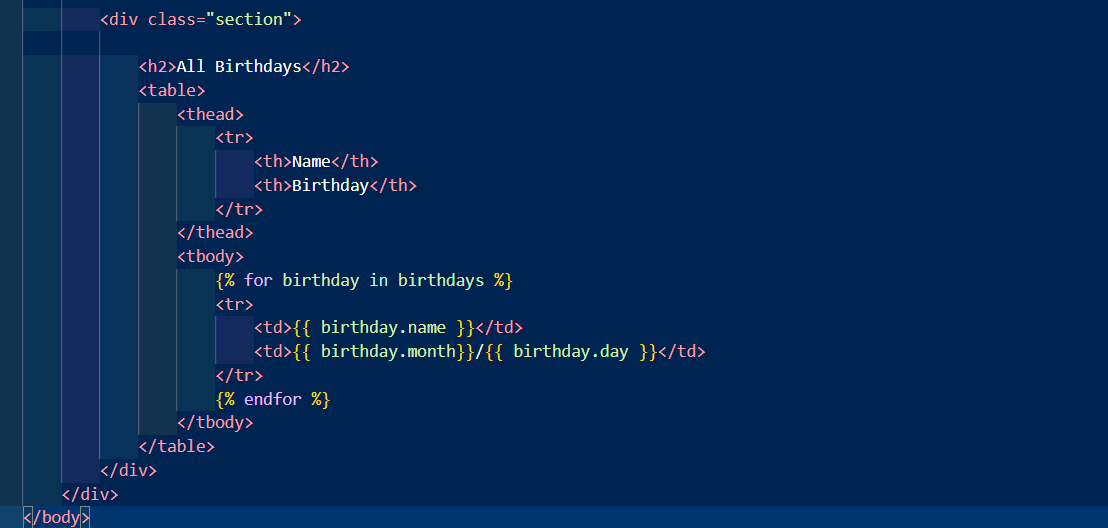 <div class="section">
<h2>All Birthdays</h2>
<table>
<thead>
<tr>
<th>Name</th>
<th>Birthday</th>
</tr>
</thead>
<tbody>
{% for birthday in birthdays %}
<tr>
<td>{{ birthday.name }}</td>
<td>{{ birthday.month}}/{{ birthday.day }}</td>
</tr>
{% endfor %}
</tbody>
</table>
</div>
</div>
</body>